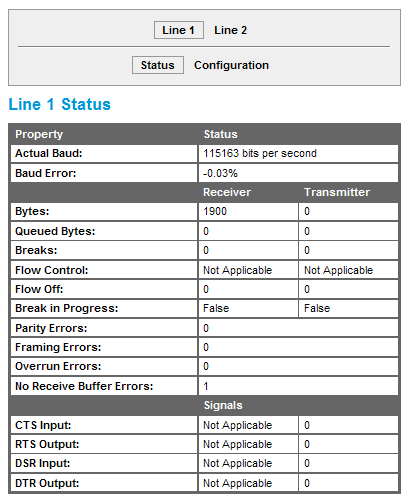 Line 1 Line 2
Status Configuration
Line 1 Status
Property Status
Actual Baud: 115163 bits per second
Baud Error: -0.03%
Receiver Transmitter
Bytes: 1900 0
Queued Bytes: 0 0
Breaks: 0 0
Flow Control: Not Applicable Not Applicable
Flow Off: 0 0
Break in Progress: False False
Parity Errors: 0
Framing Errors: 0
Overrun Errors: 0
No Receive Buffer Errors: 1
Signals
CTS Input: Not Applicable 0
RTS Output: Not Applicable 0
DSR Input: Not Applicable 0
DTR Output: Not Applicable 0